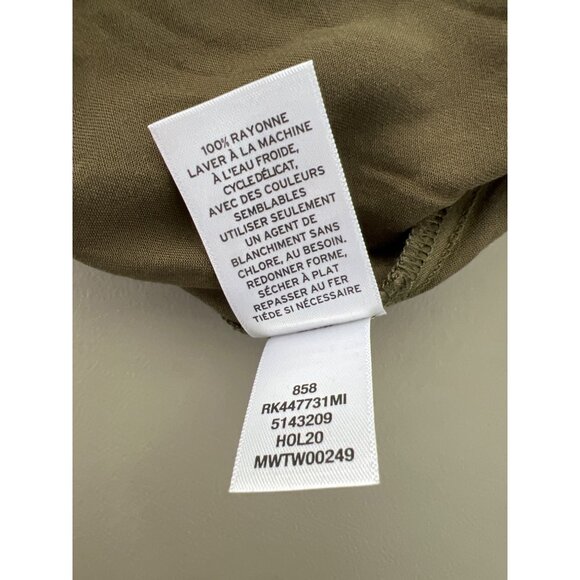 100% RAYONNE
LAVER À LA MACHINE
À L'EAU FROIDE,
CYCLE DÉLICAT,
AVEC DES COULEURS
SEMBLABLES
UTILISER SEULEMENT
UN AGENT DE
BLANCHIMENT SANS
CHLORE, AU BESOIN.
REDONNER FORME,
SÉCHER À PLAT
REPASSER AU FER
TIÈDE SI NÉCESSAIRE
858
RK447731MI
5143209
HOL20
MWTW00249